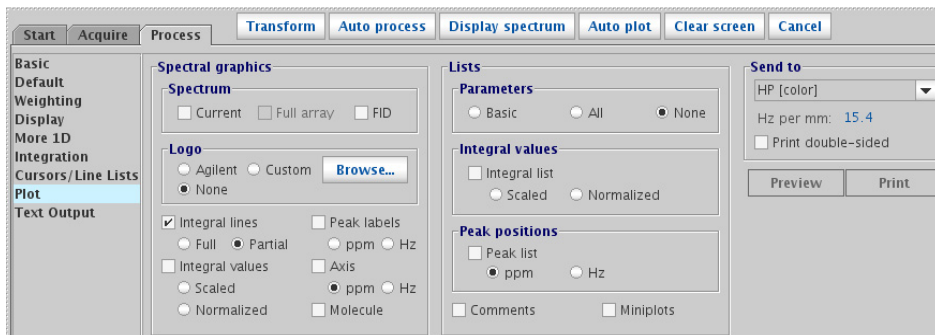 Start Acquire Process Transform Auto process Display spectrum Auto plot Clear screen Cancel
Basic
Default
Weighting
Display
More 1D
Integration
Cursors/Line Lists
Plot
Text Output
Spectral graphics
Spectrum
Current Full array FID
Logo
Agilent Custom Browse...
None
Integral lines Peak labels
Full Partial ppm Hz
Integral values Axis
Scaled ppm Hz
Normalized Molecule
Lists
Parameters
Basic All None
Integral values
Integral list
Scaled Normalized
Peak positions
Peak list
ppm Hz
Comments Miniplots
Send to
HP [color]
Hz per mm: 15.4
Print double-sided
Preview Print